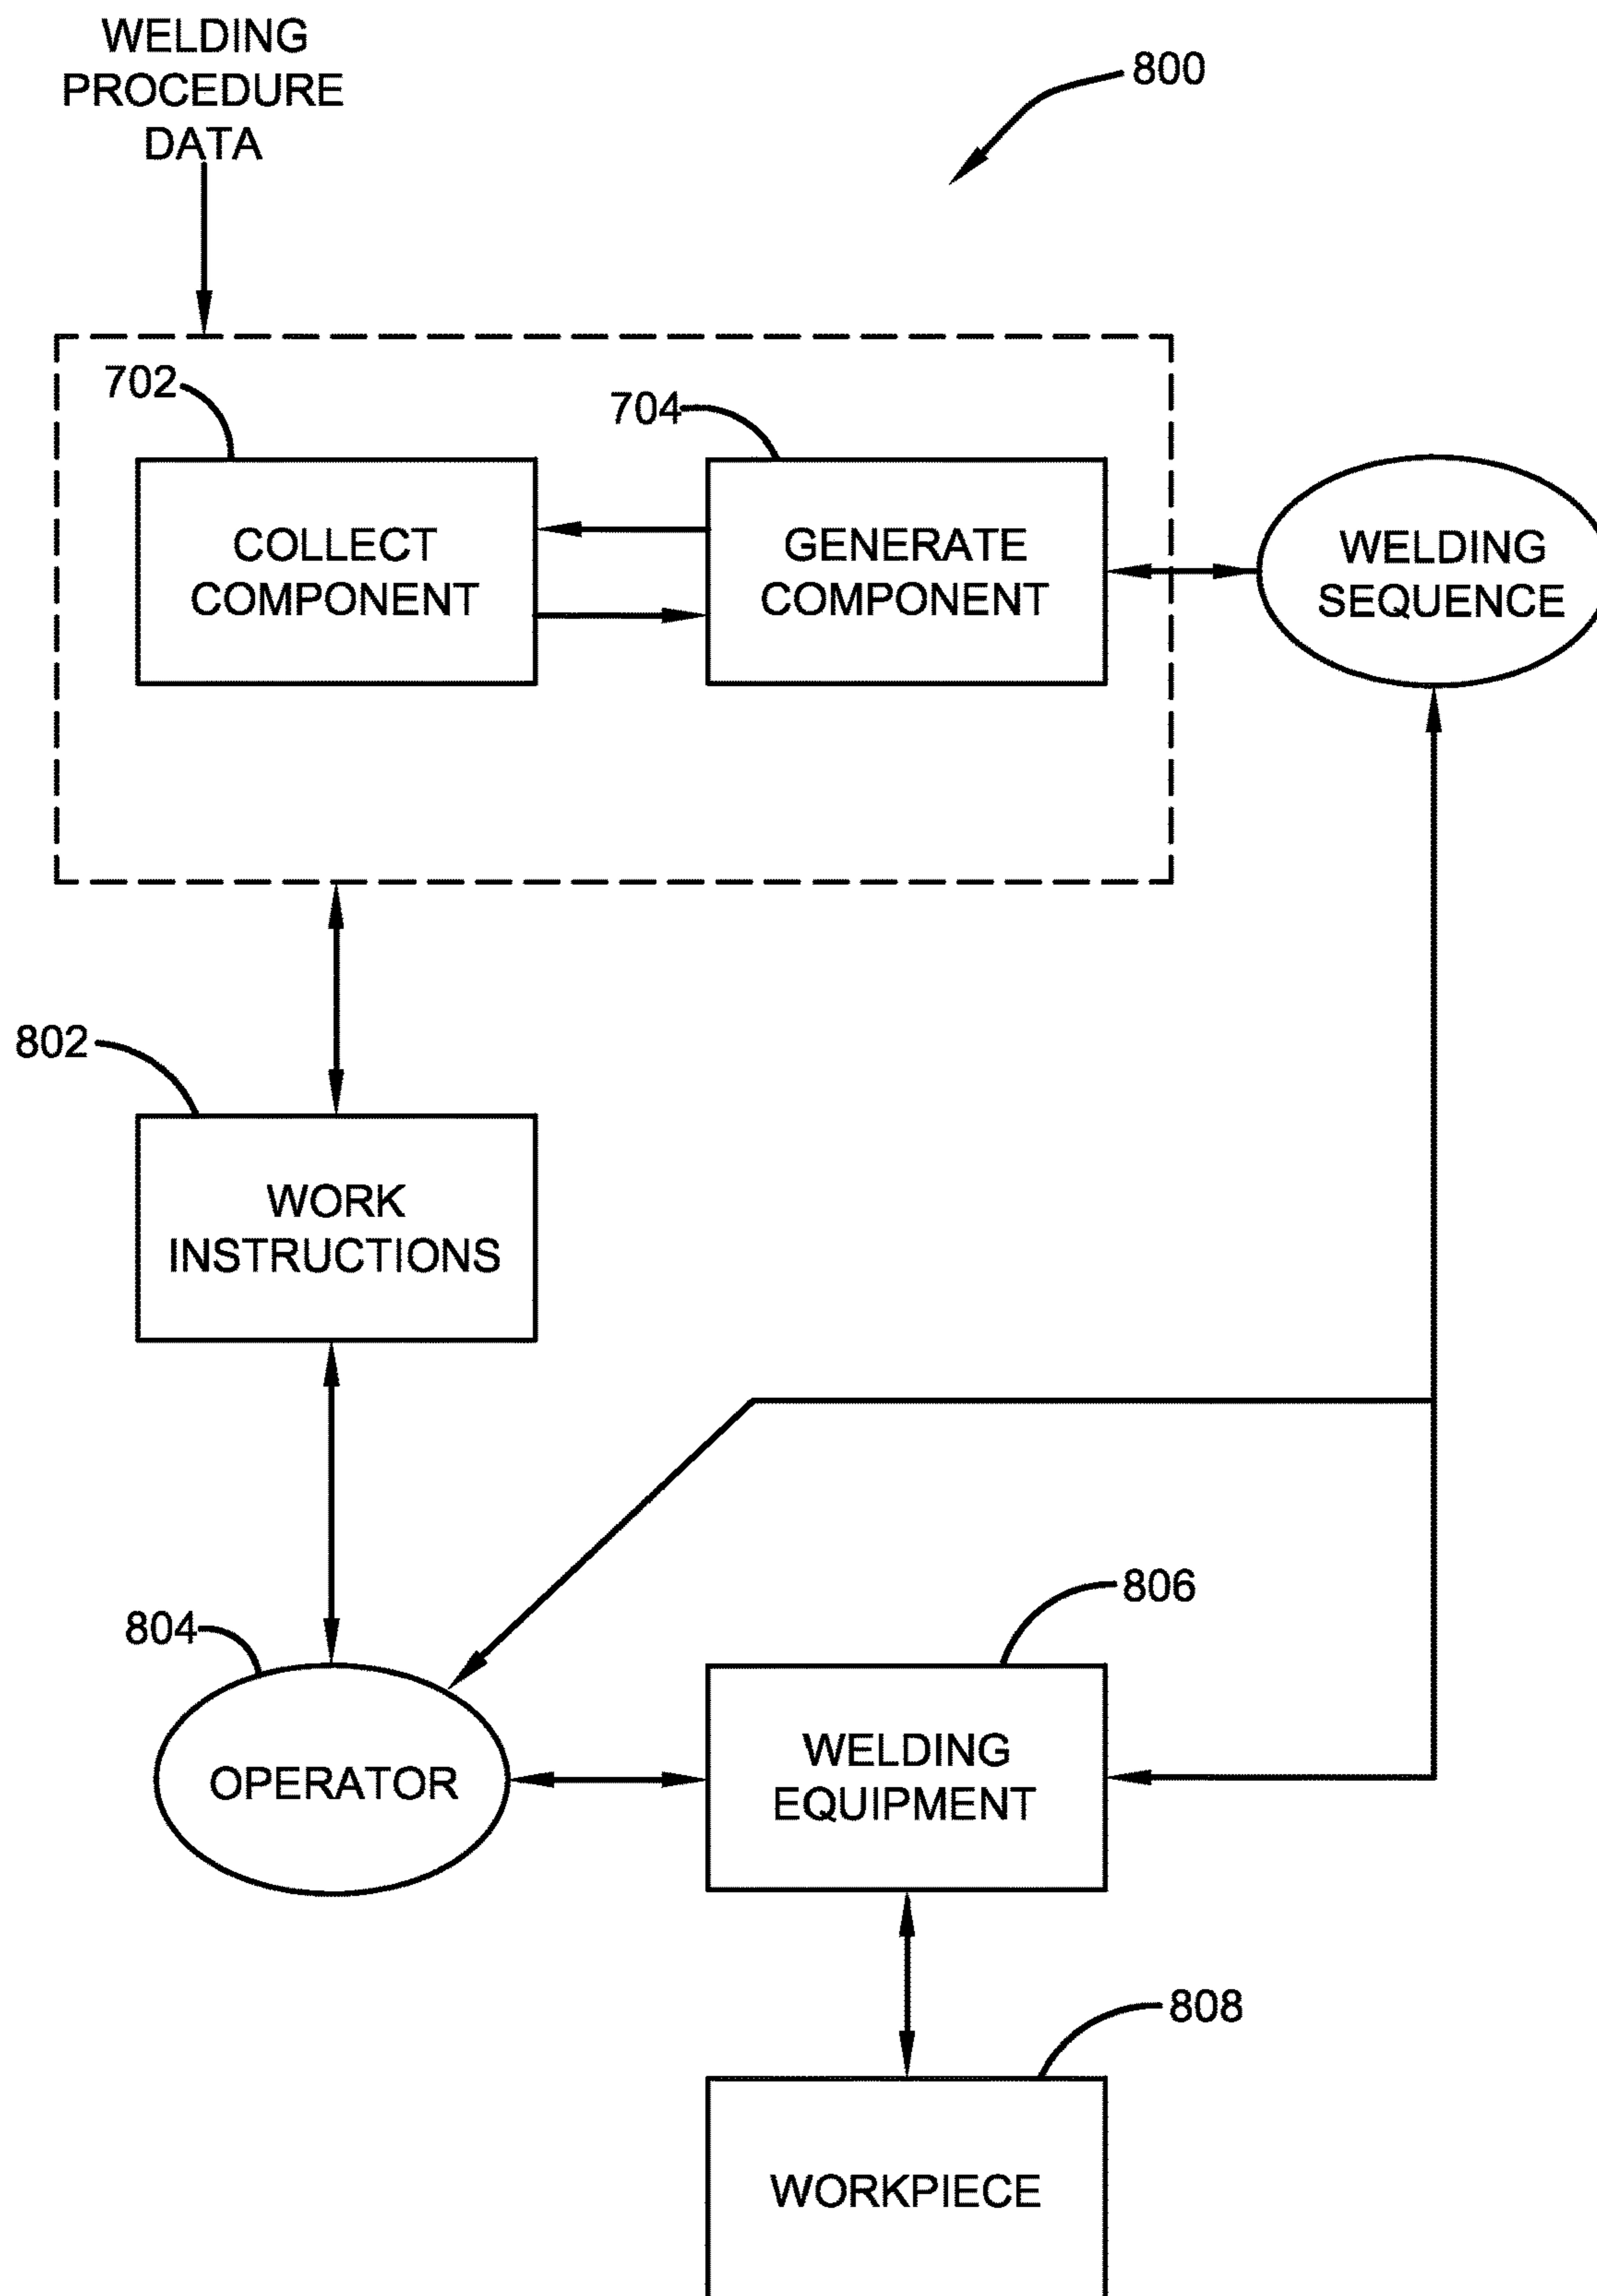 WELDING
PROCEDURE
DATA
800
702
704
COLLECT
COMPONENT
GENERATE
COMPONENT
WELDING
SEQUENCE
802
WORK
INSTRUCTIONS
804
OPERATOR
806
WELDING
EQUIPMENT
808
WORKPIECE